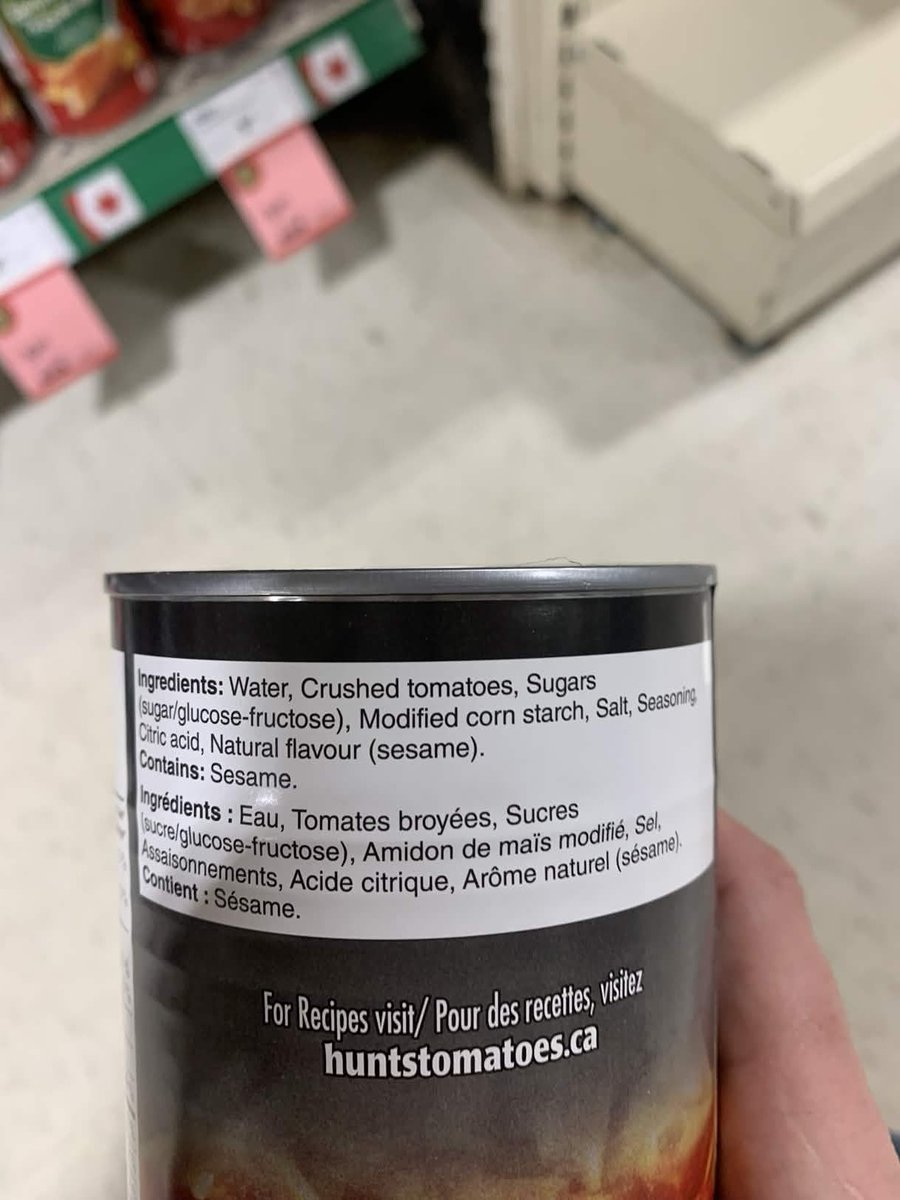 Ingredients: Water, Crushed tomatoes, Sugars
(sugar/glucose-fructose), Modified corn starch, Salt, Seasoning,
Citric acid, Natural flavour (sesame).
Contains: Sesame.
Ingrédients : Eau, Tomates broyées, Sucres
(sucre/glucose-fructose), Amidon de maïs modifié, Sel,
Assaisonnements, Acide citrique, Arôme naturel (sésame).
Contient : Sésame.
For Recipes visit/ Pour des recettes, visitez
huntstomatoes.ca